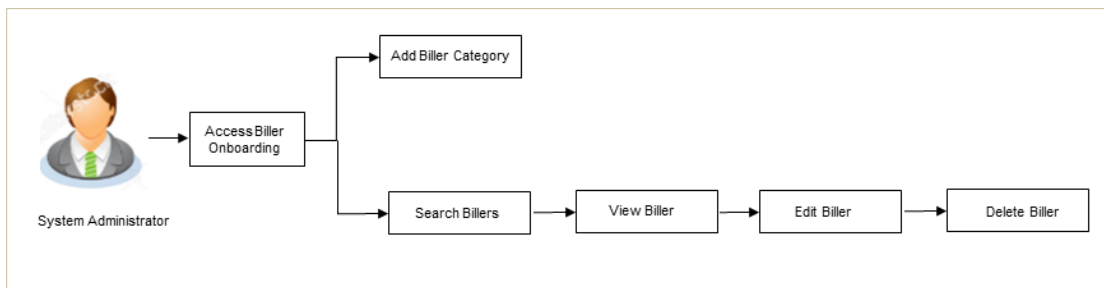 Add Biller Category
Access Biller
Onboarding
System Administrator
Search Billers
View Biller
Edit Biller
Delete Biller